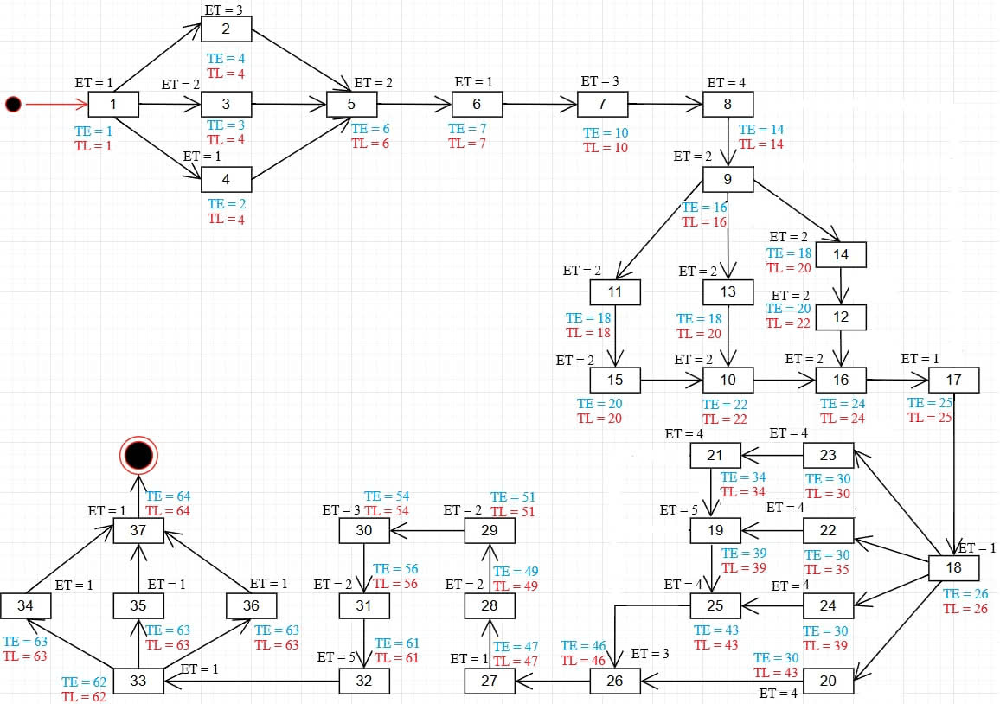 ET = 3
2
TE = 4
TL = 4
ET = 1
1
TE = 1
TL = 1
ET = 2
3
TE = 3
TL = 4
ET = 1
4
TE = 2
TL = 4
ET = 2
5
TE = 6
TL = 6
ET = 1
6
TE = 7
TL = 7
ET = 3
7
TE = 10
TL = 10
ET = 4
8
TE = 14
TL = 14
ET = 2
9
TE = 16
TL = 16
ET = 2
11
TE = 18
TL = 18
ET = 2
13
TE = 18
TL = 20
ET = 2
14
TE = 18
TL = 20
ET = 2
12
TE = 20
TL = 22
ET = 2
15
TE = 20
TL = 20
ET = 2
10
TE = 22
TL = 22
ET = 2
16
TE = 24
TL = 24
ET = 1
17
TE = 25
TL = 25
ET = 1
18
TE = 26
TL = 26
ET = 4
23
TE = 30
TL = 30
ET = 4
21
TE = 34
TL = 34
ET = 4
22
TE = 30
TL = 35
ET = 5
19
TE = 39
TL = 39
ET = 4
24
TE = 30
TL = 39
ET = 4
25
TE = 43
TL = 43
TE = 30
TL = 43
20
ET = 4
TE = 46
TL = 46
ET = 3
26
TE = 47
TL = 47
ET = 1
27
TE = 49
TL = 49
ET = 2
28
TE = 51
TL = 51
ET = 2
29
TE = 54
TL = 54
ET = 3
30
TE = 56
TL = 56
ET = 2
31
TE = 61
TL = 61
ET = 5
32
ET = 1
33
TE = 62
TL = 62
ET = 1
34
TE = 63
TL = 63
ET = 1
35
TE = 63
TL = 63
ET = 1
36
TE = 63
TL = 63
TE = 64
TL = 64
ET = 1
37